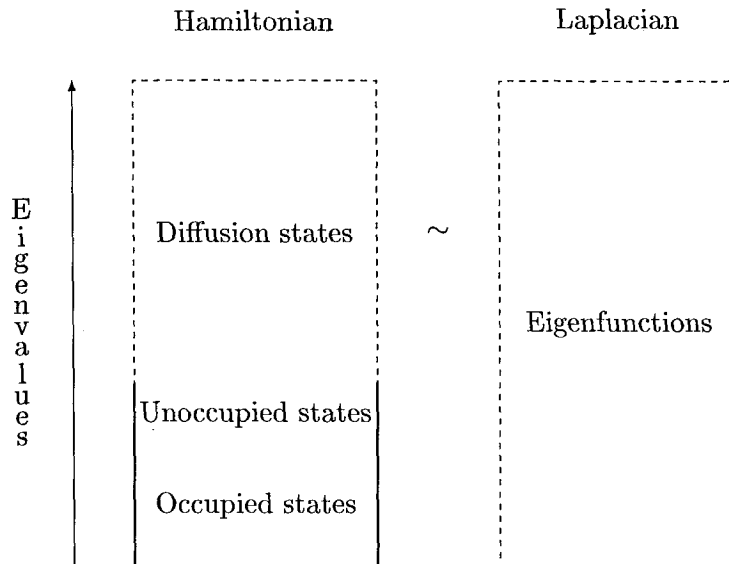 Hamiltonian
Laplacian
Eigenvalues
Diffusion states
~
Eigenfunctions
Unoccupied states
Occupied states